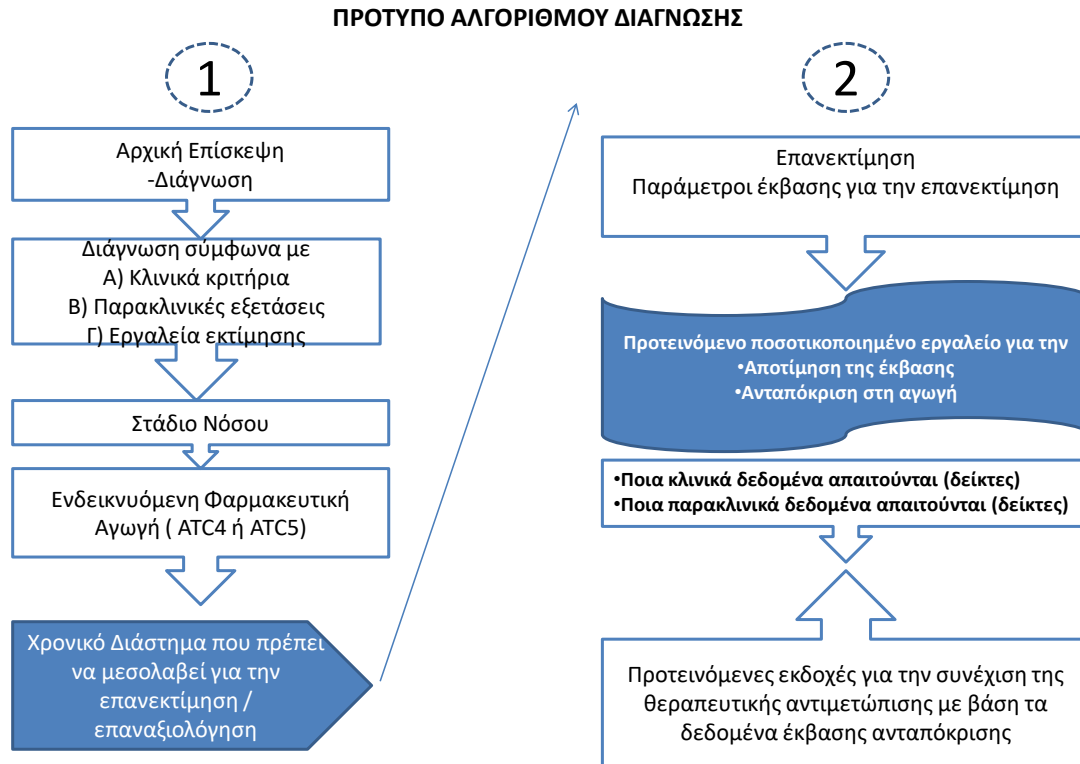 ΠΡΟΤΥΠΟ ΑΛΓΟΡΙΘΜΟΥ ΔΙΑΓΝΩΣΗΣ
1
Αρχική Επίσκεψη
-Διάγνωση
Διάγνωση σύμφωνα με
Α) Κλινικά κριτήρια
Β) Παρακλινικές εξετάσεις
Γ) Εργαλεία εκτίμησης
Στάδιο Νόσου
Ενδεικνυόμενη Φαρμακευτική
Αγωγή ( ATC4 ή ATC5)
Χρονικό Διάστημα που πρέπει
να μεσολαβεί για την
επανεκτίμηση /
επαναξιολόγηση
2
Επανεκτίμηση
Παράμετροι έκβασης για την επανεκτίμηση
Προτεινόμενο ποσοτικοποιημένο εργαλείο για την
•Αποτίμηση της έκβασης
•Ανταπόκριση στη αγωγή
•Ποια κλινικά δεδομένα απαιτούνται (δείκτες)
•Ποια παρακλινικά δεδομένα απαιτούνται (δείκτες)
Προτεινόμενες εκδοχές για την συνέχιση της
θεραπευτικής αντιμετώπισης με βάση τα
δεδομένα έκβασης ανταπόκρισης